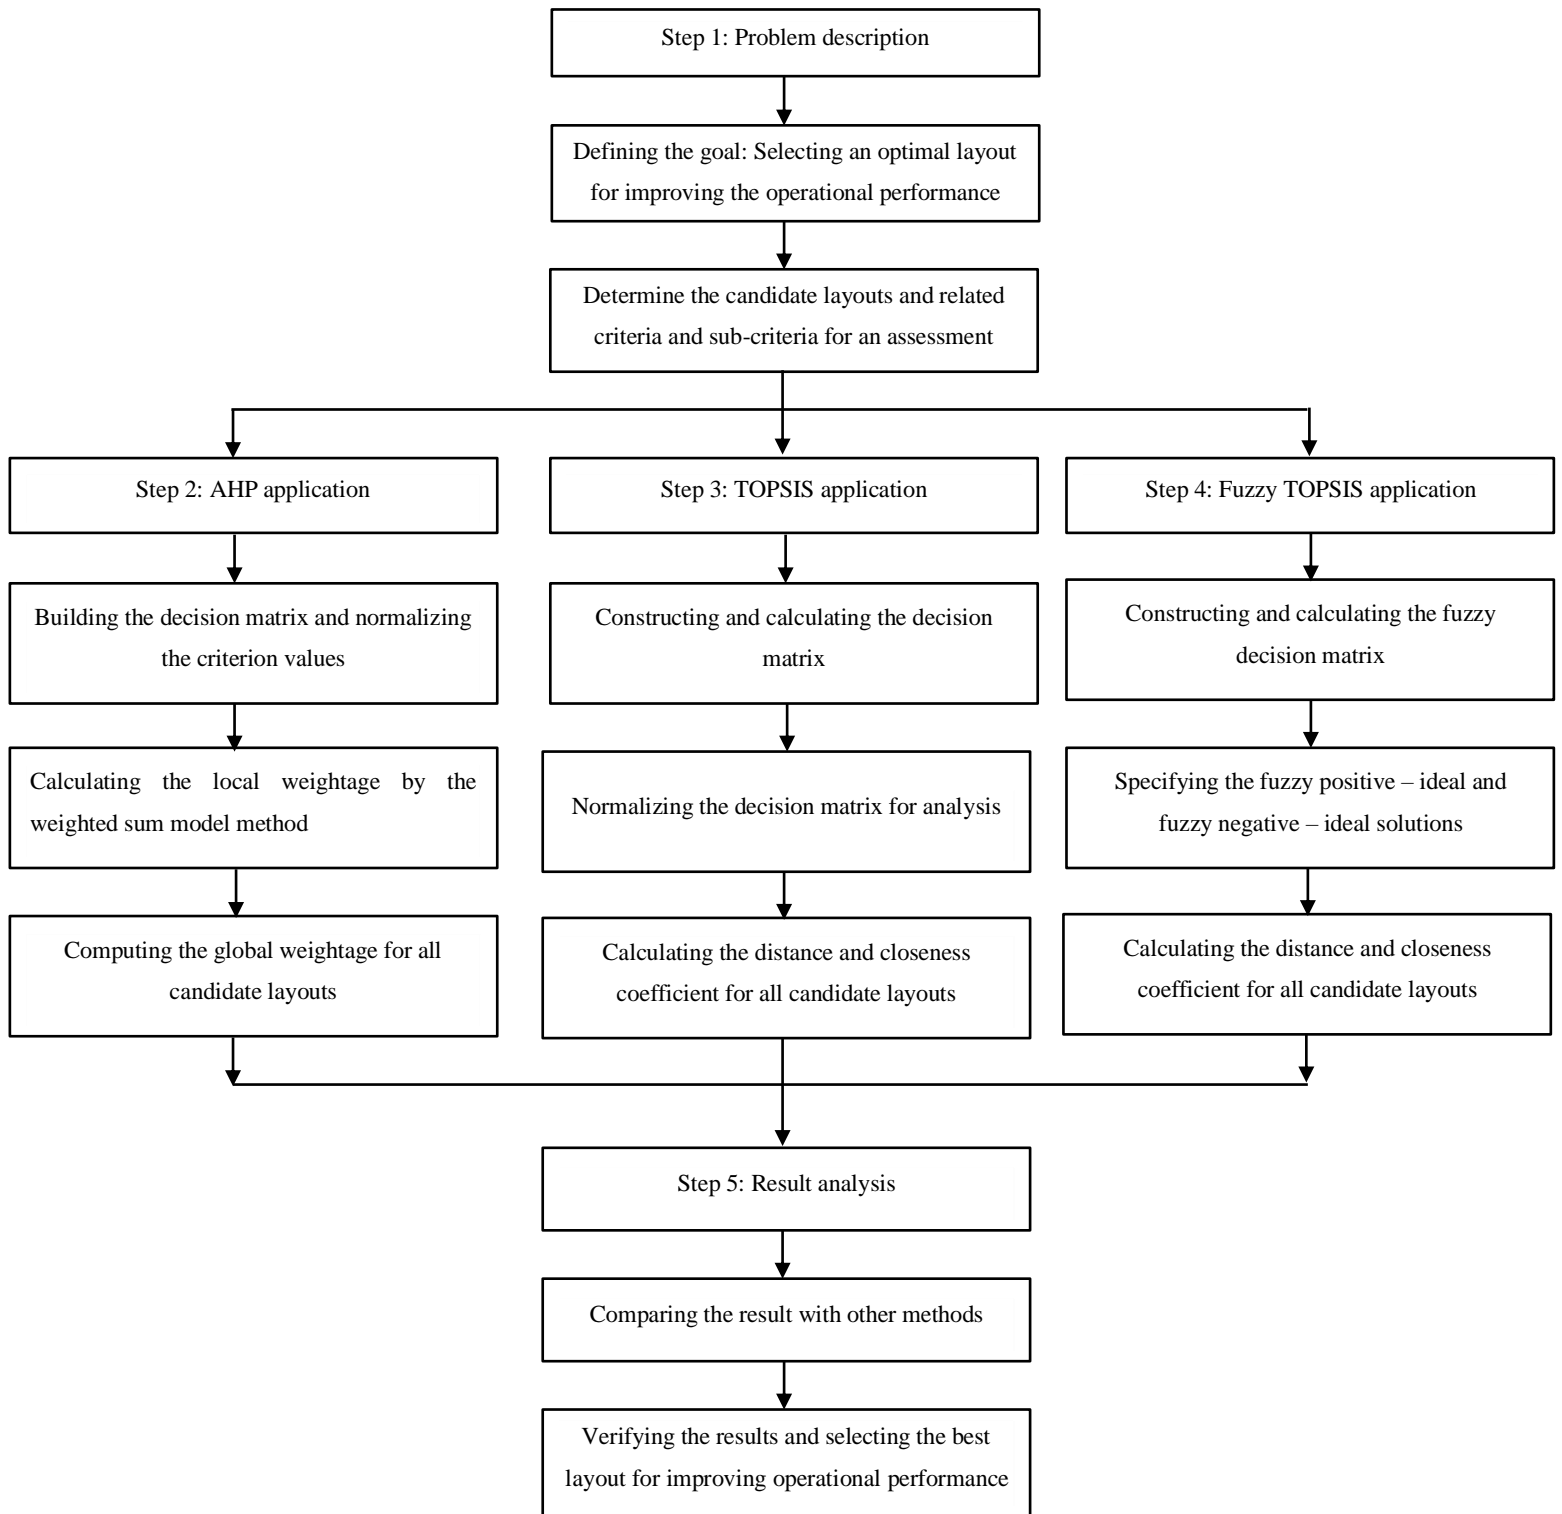 Step 1: Problem description
Defining the goal: Selecting an optimal layout
for improving the operational performance
Determine the candidate layouts and related
criteria and sub-criteria for an assessment
Step 2: AHP application
Building the decision matrix and normalizing
the criterion values
Calculating the local weightage by the
weighted sum model method
Computing the global weightage for all
candidate layouts
Step 3: TOPSIS application
Constructing and calculating the decision
matrix
Normalizing the decision matrix for analysis
Calculating the distance and closeness
coefficient for all candidate layouts
Step 4: Fuzzy TOPSIS application
Constructing and calculating the fuzzy
decision matrix
Specifying the fuzzy positive – ideal and
fuzzy negative – ideal solutions
Calculating the distance and closeness
coefficient for all candidate layouts
Step 5: Result analysis
Comparing the result with other methods
Verifying the results and selecting the best
layout for improving operational performance